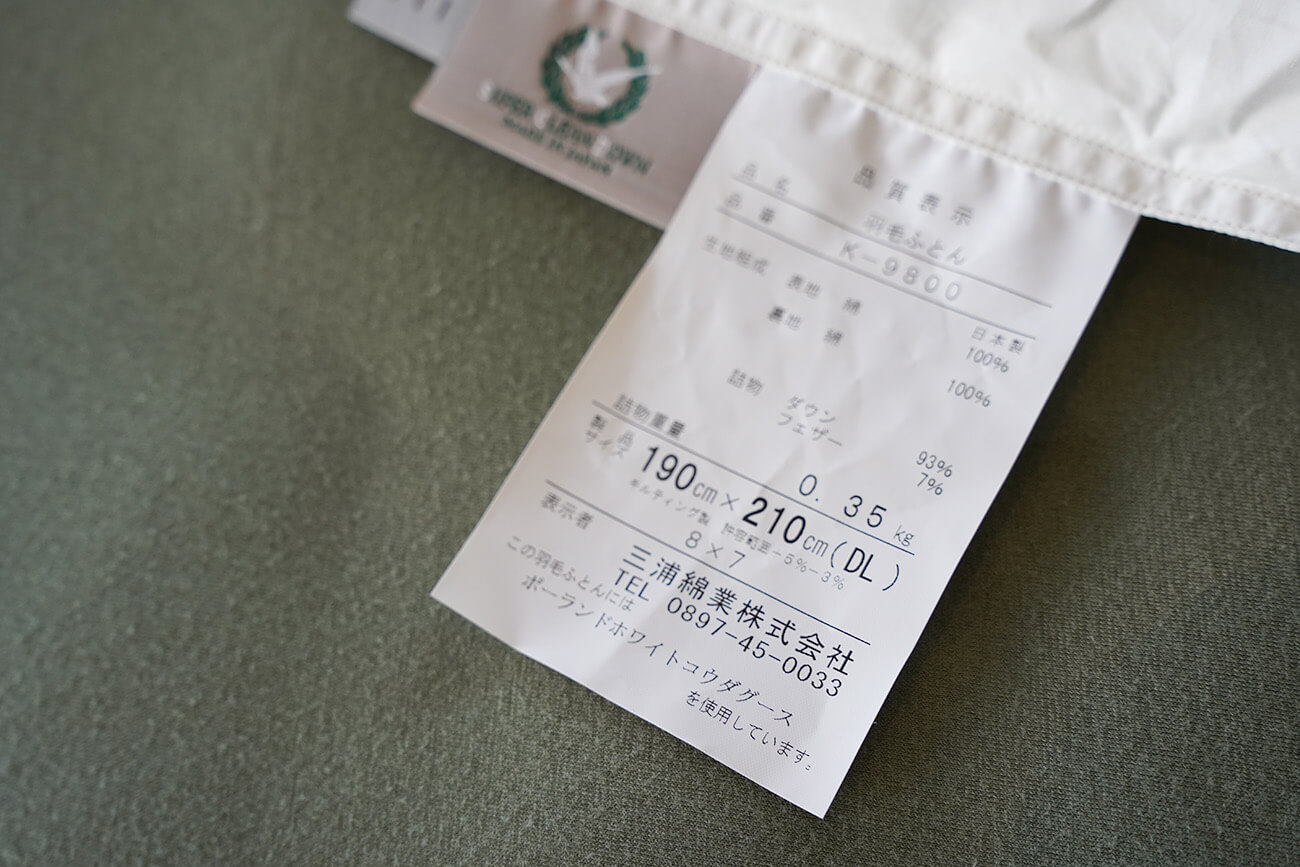 SUPER CLEAN DOWN
made in japan
品質表示
品名 羽毛ふとん
品番 K-9800
日本製
生地組成 表地 綿 100%
裏地 綿 100%
詰物 ダウン 93%
フェザー 7%
詰物重量 0.35kg
製品サイズ 190cm×210cm(DL)
キルティング製 許容範囲+5%-3%
8×7
表示者 三浦綿業株式会社
TEL 0897-45-0033
この羽毛ふとんには
ポーランドホワイトコウダグース
を使用しています。